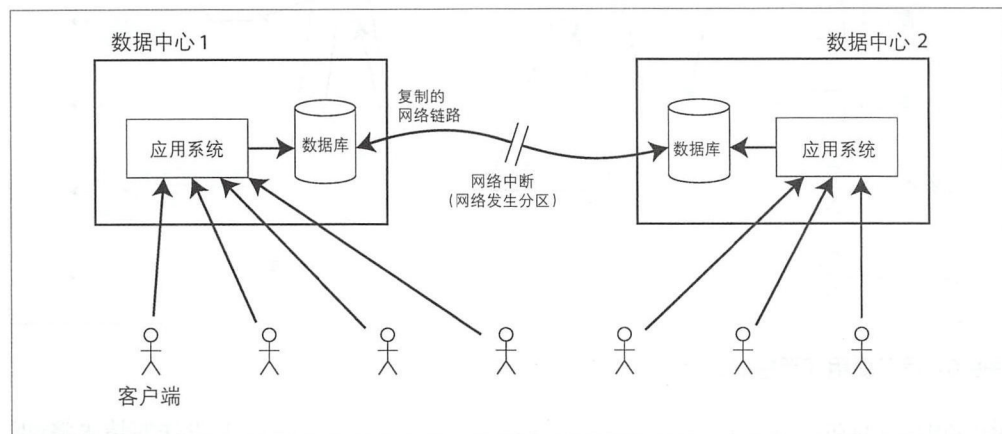 数据中心 1
数据中心 2
复制的
网络链路
应用系统
数据库
数据库
应用系统
网络中断
(网络发生分区)
客户端